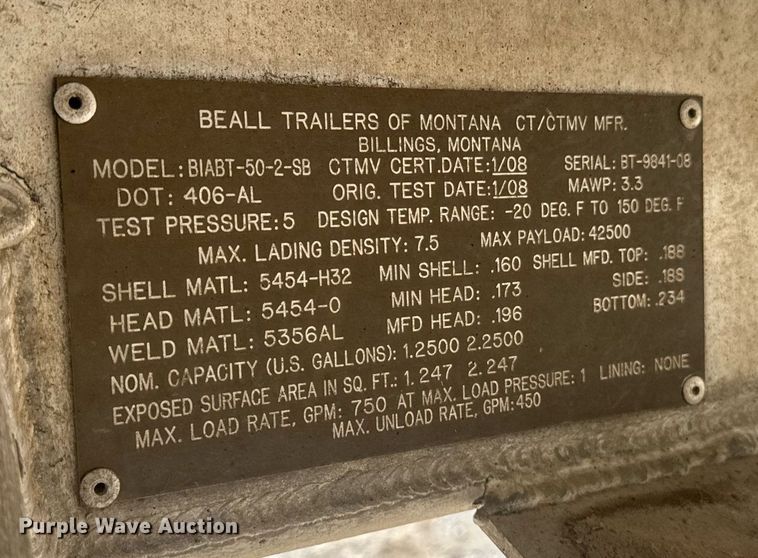 BEALL TRAILERS OF MONTANA CT/CTMV MFR.
BILLINGS, MONTANA
MODEL: BIABT-50-2-SB CTMV CERT.DATE:1/08 SERIAL: BT-9841-08
DOT: 406-AL ORIG. TEST DATE:1/08 MAWP: 3.3
TEST PRESSURE: 5 DESIGN TEMP. RANGE: -20 DEG. F TO 150 DEG. F
MAX. LADING DENSITY: 7.5 MAX PAYLOAD: 42500
SHELL MATL: 5454-H32 MIN SHELL: .160 SHELL MFD. TOP: .188
HEAD MATL: 5454-0 MIN HEAD: .173 SIDE: .188
WELD MATL: 5356AL MFD HEAD: .196 BOTTOM: .234
NOM. CAPACITY (U.S. GALLONS): 1.2500 2.2500
EXPOSED SURFACE AREA IN SQ. FT.: 1. 247 2. 247
MAX. LOAD RATE, GPM: 750 AT MAX. LOAD PRESSURE: 1 LINING: NONE
MAX. UNLOAD RATE, GPM: 450
Purple Wave Auction